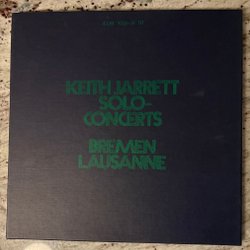 KEITH JARRETT
SOLO-
CONCERTS
BREMEN
LAUSANNE